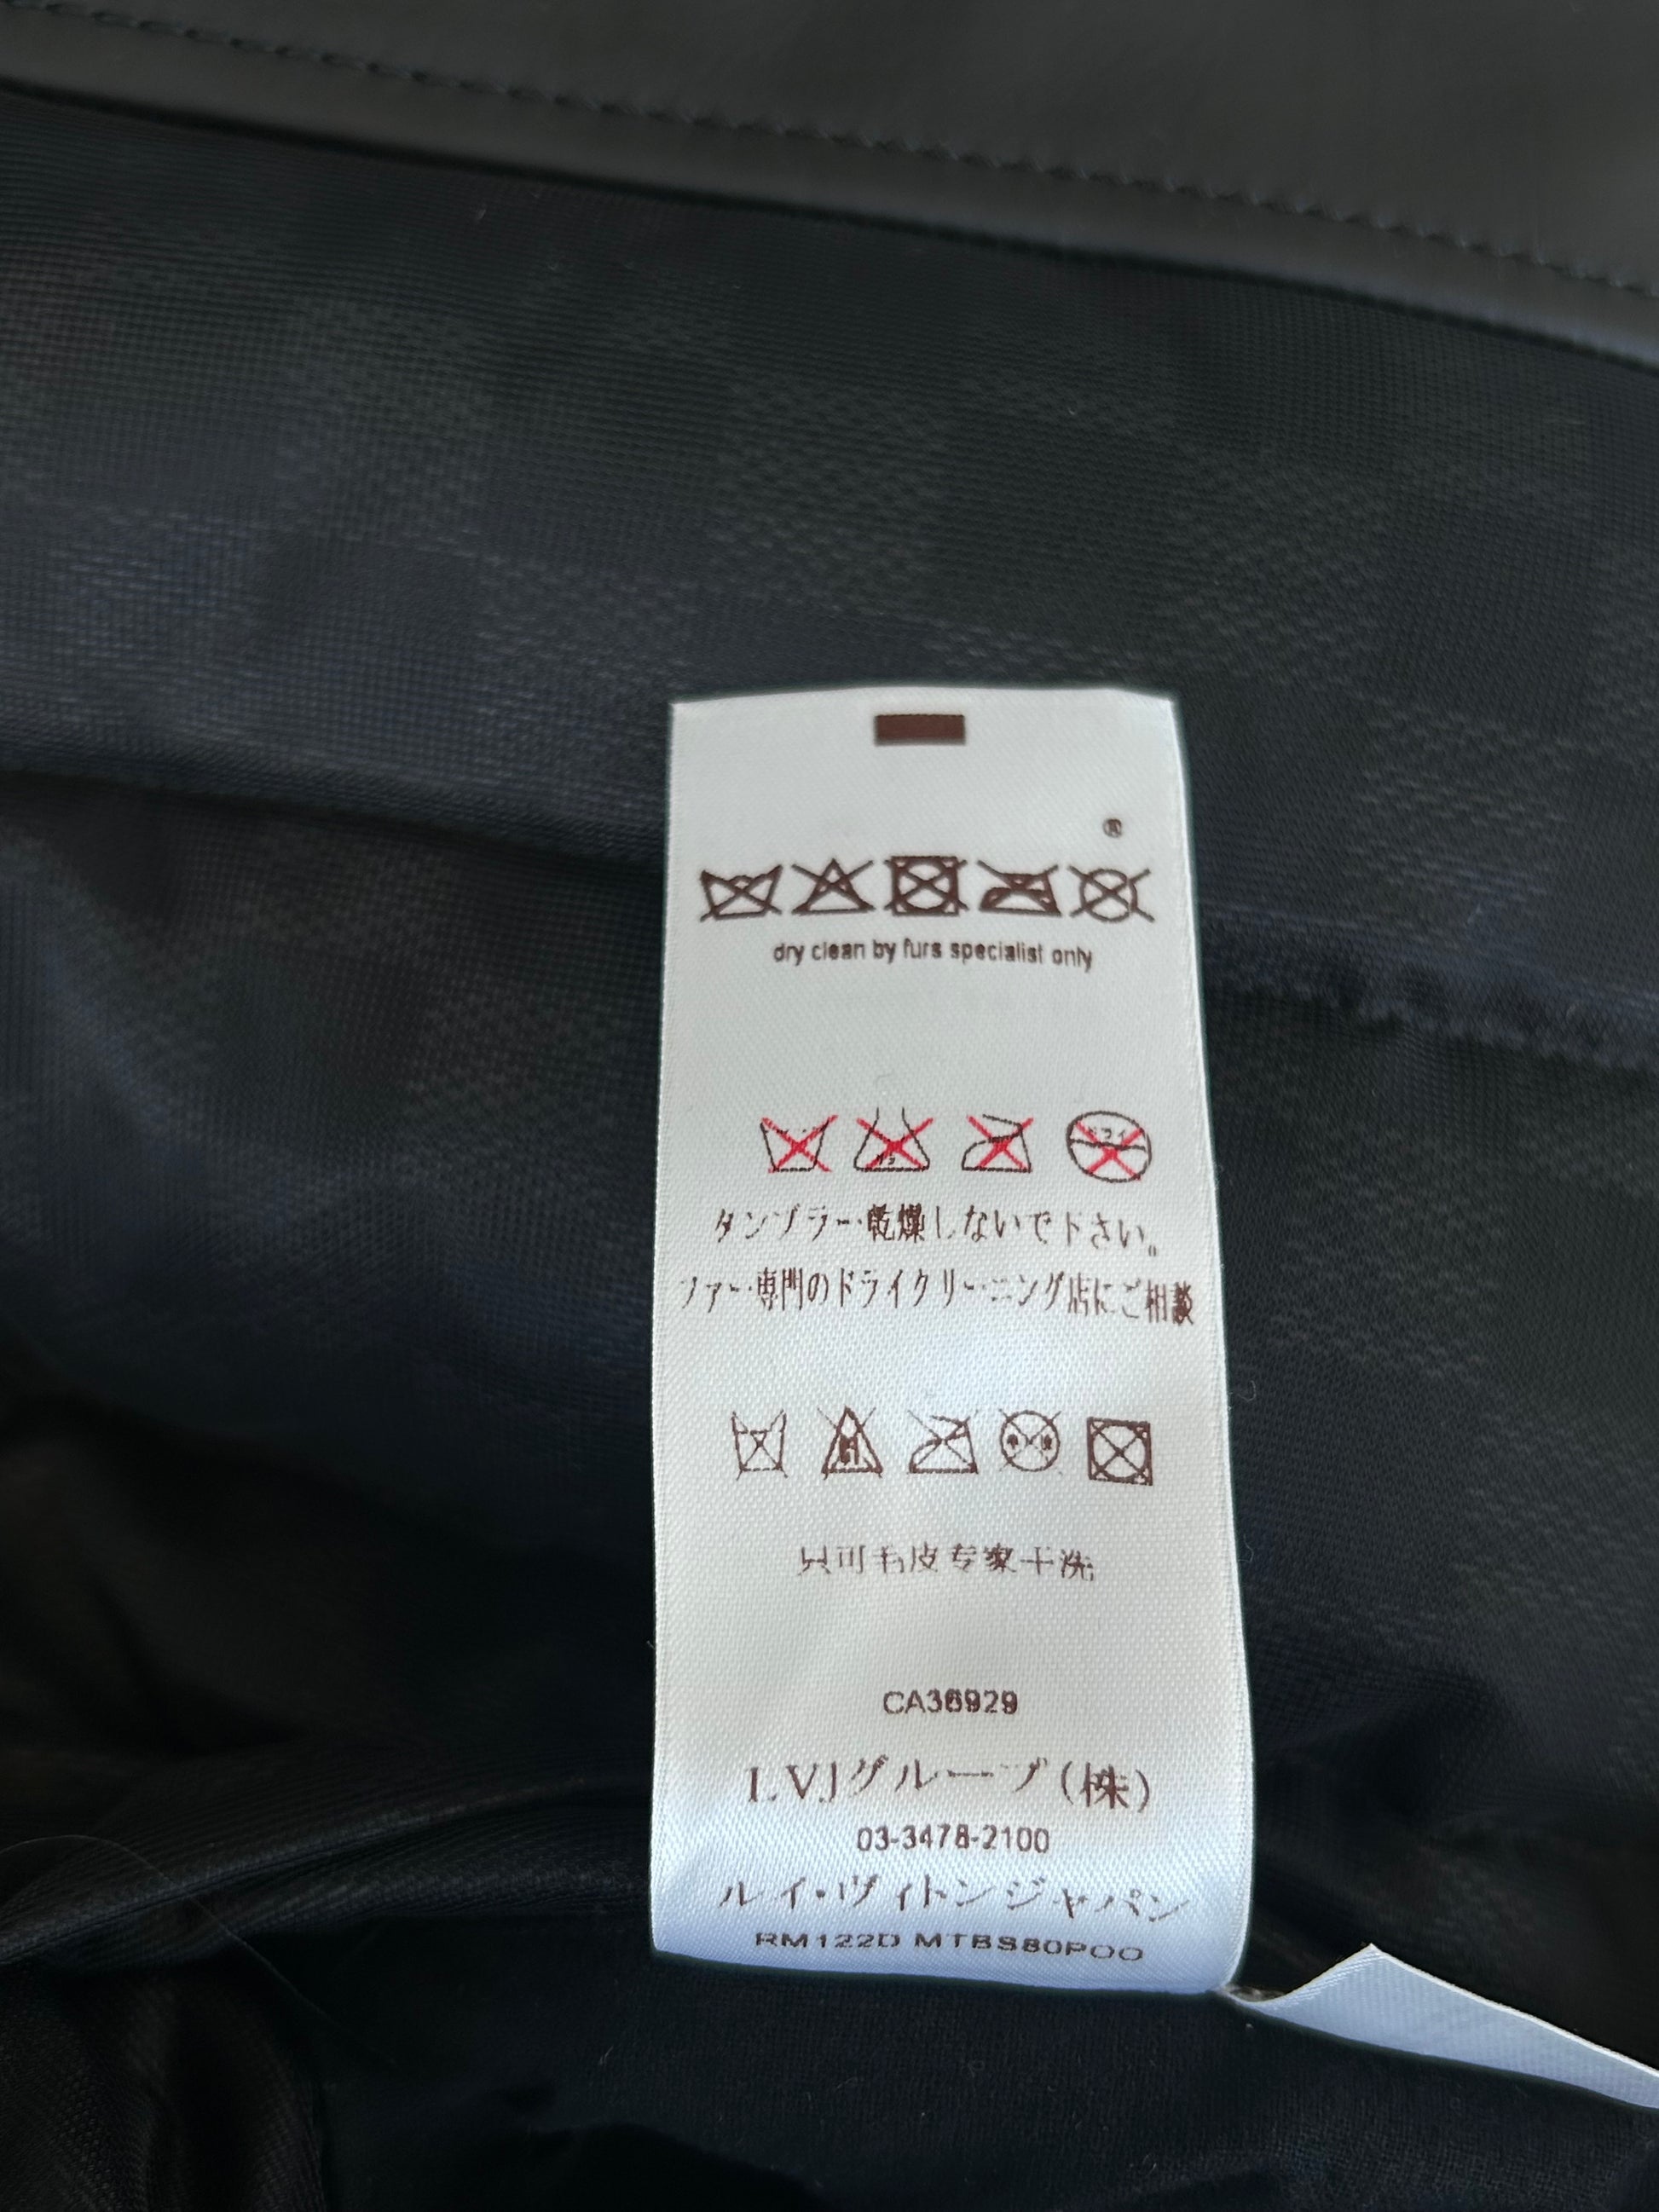 ®
dry clean by furs specialist only
ドライ
タンブラー乾燥しないで下さい。
ファー専門のドライクリーニング店にご相談
只可毛皮专家干洗
CA36929
LVJグループ(株)
03-3478-2100
ルイ・ヴィトンジャパン
RM122D MTBS80POO